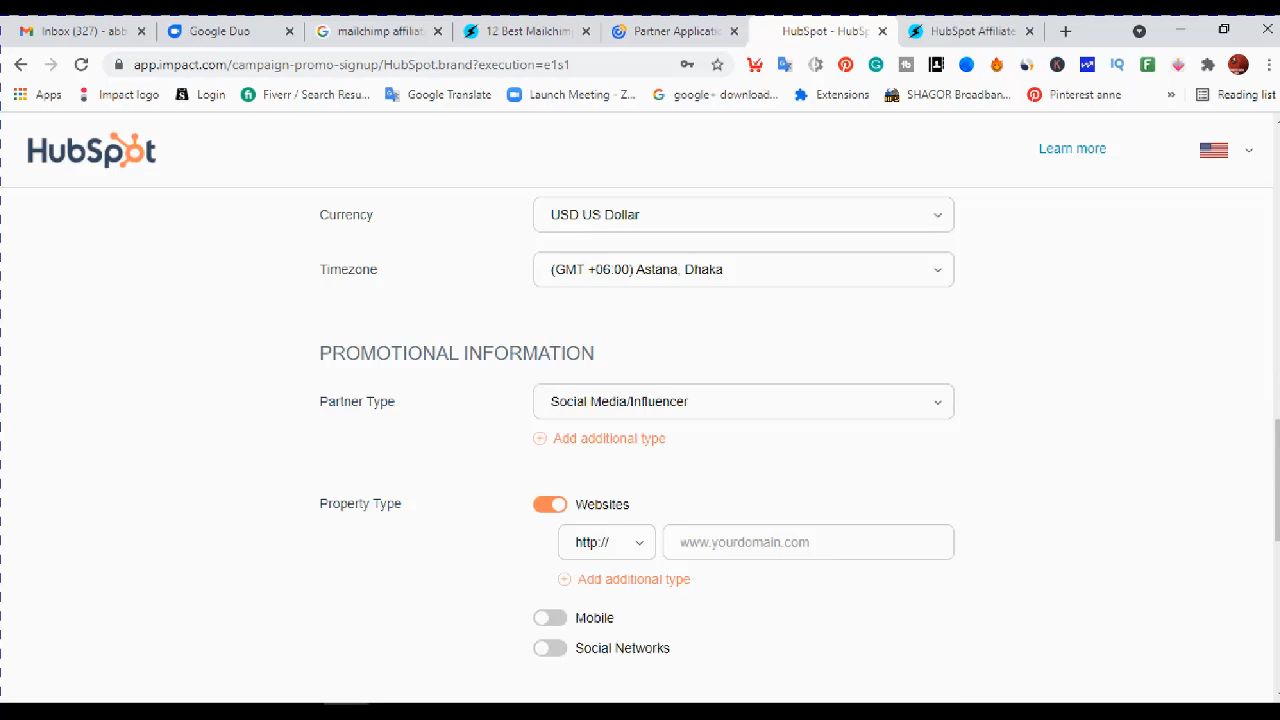 Inbox (327) - abb
Google Duo
mailchimp affiliat
12 Best Mailchim
Partner Applicatio
HubSpot - HubSp
HubSpot Affiliate
app.impact.com/campaign-promo-signup/HubSpot.brand?execution=e1s1
Apps
Impact logo
Login
Fiverr / Search Resu...
Google Translate
Launch Meeting - Z...
google+ download...
Extensions
SHAGOR Broadban...
Pinterest anne
»
Reading list
HubSpot
Learn more
Currency
USD US Dollar
Timezone
(GMT +06:00) Astana, Dhaka
PROMOTIONAL INFORMATION
Partner Type
Social Media/Influencer
Add additional type
Property Type
Websites
http://
www.yourdomain.com
Add additional type
Mobile
Social Networks